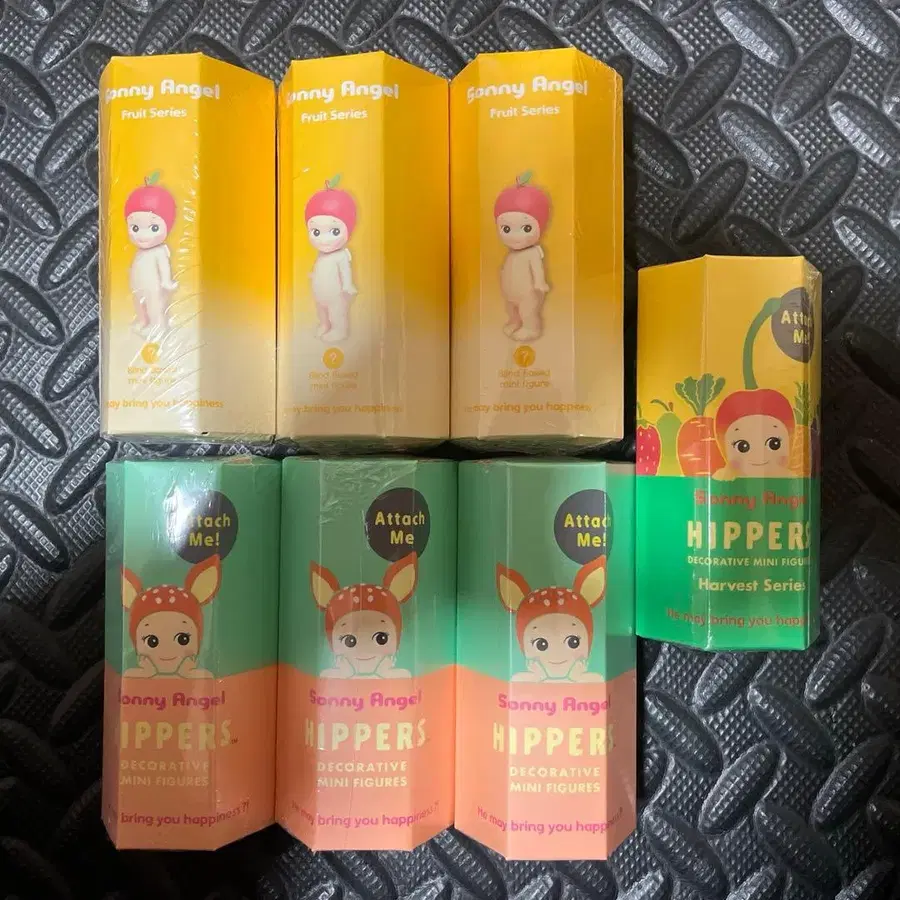 Sonny Angel
Fruit Series
?
Blind Boxed
mini figure
may bring you happiness
Sonny Angel
Fruit Series
?
Blind Boxed
mini figure
may bring you happiness
Sonny Angel
Fruit Series
?
Blind Boxed
mini figure
may bring you happiness
Attach
Me!
Sonny Angel
HIPPERS
DECORATIVE MINI FIGURES
Harvest Series
He may bring you happ
Attach
Me!
Sonny Angel
HIPPERS™
DECORATIVE
MINI FIGURES
bring you happiness?!
Attach
Me
Sonny Angel
HIPPERS
DECORATIVE
MINI FIGURES
He may bring you happiness?!
Attach
Me!
Sonny Angel
HIPPERS
DECORATIVE
MINI FIGURES
He may bring you happ